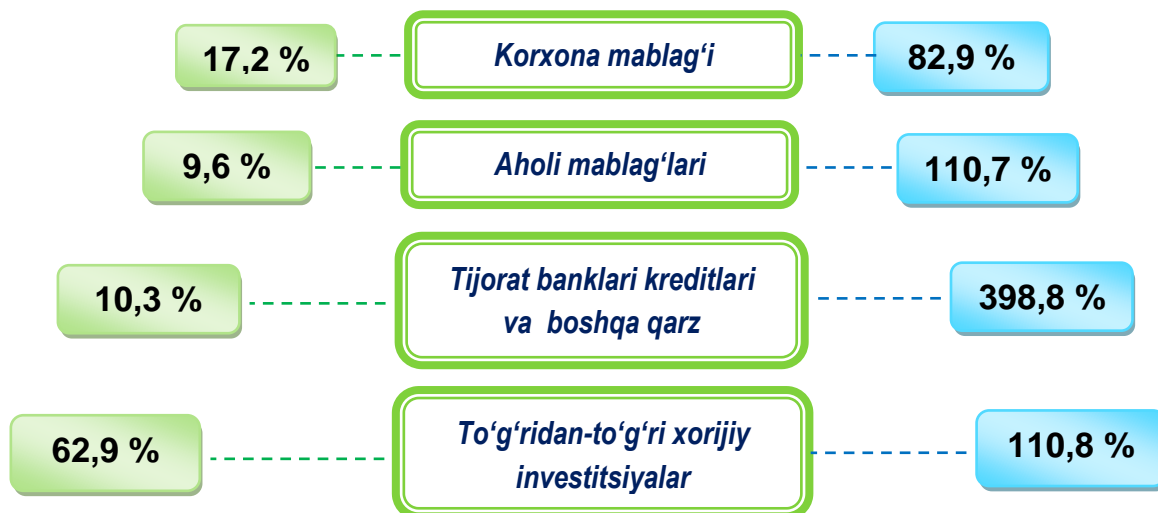 17,2 %
Korxona mablag‘i
82,9 %
9,6 %
Aholi mablag‘lari
110,7 %
10,3 %
Tijorat banklari kreditlari
va boshqa qarz
398,8 %
62,9 %
To‘g‘ridan-to‘g‘ri xorijiy
investitsiyalar
110,8 %